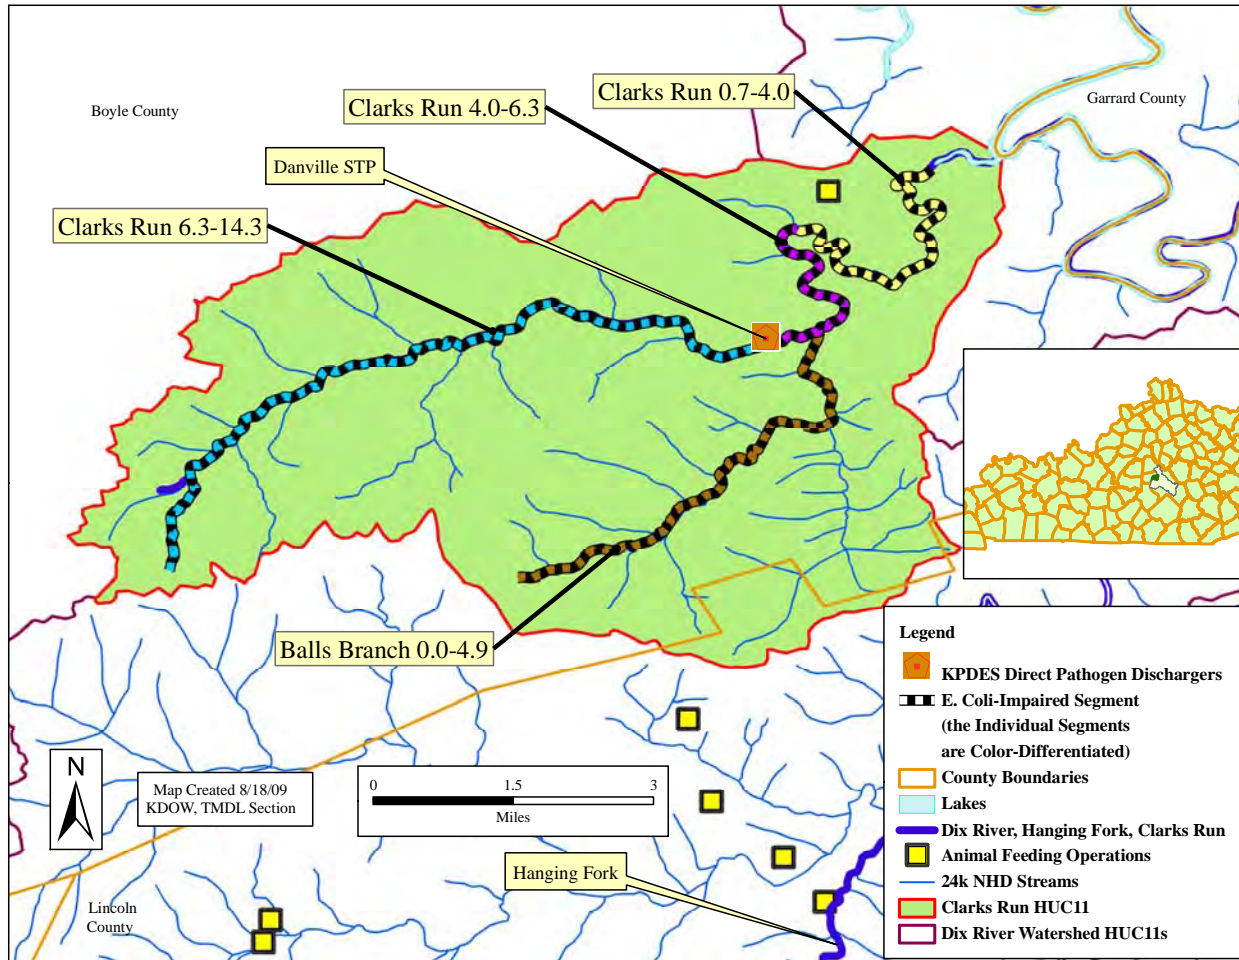 Clarks Run 0.7-4.0
Clarks Run 4.0-6.3
Garrard County
Boyle County
Danville STP
Clarks Run 6.3-14.3
Balls Branch 0.0-4.9
N
Map Created 8/18/09
KDOW, TMDL Section
0 1.5 3
Miles
Hanging Fork
Lincoln
County
Legend
KPDES Direct Pathogen Dischargers
E. Coli-Impaired Segment
(the Individual Segments
are Color-Differentiated)
County Boundaries
Lakes
Dix River, Hanging Fork, Clarks Run
Animal Feeding Operations
24k NHD Streams
Clarks Run HUC11
Dix River Watershed HUC11s